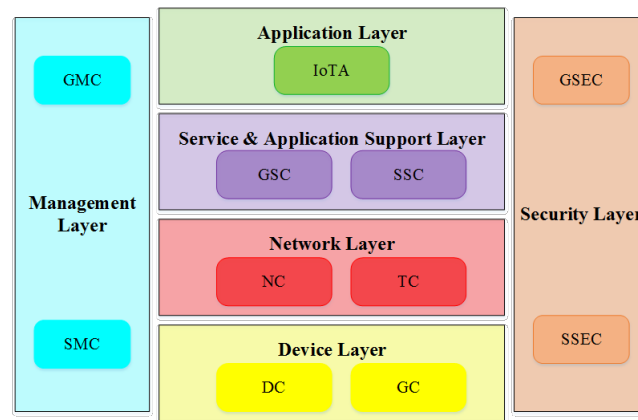 GMC
Management
Layer
SMC
Application Layer
IoTA
Service & Application Support Layer
GSC
SSC
Network Layer
NC
TC
Device Layer
DC
GC
GSEC
Security Layer
SSEC